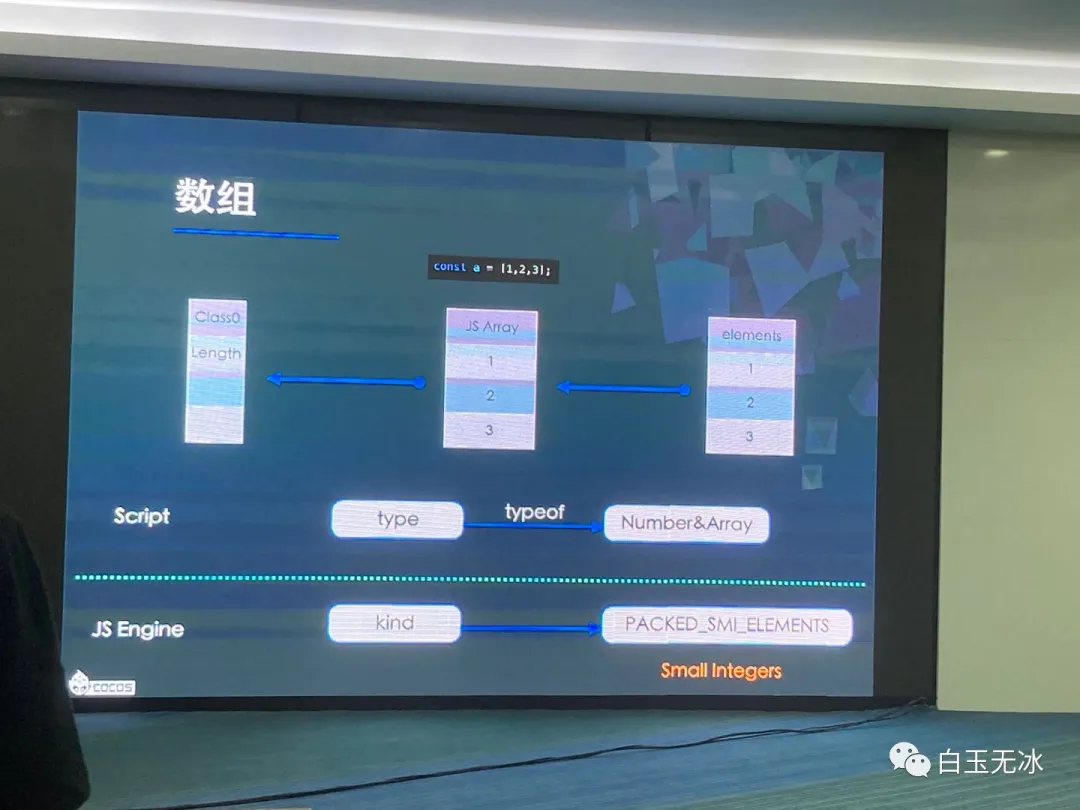 数组
const a = [1,2,3];
Class0
Length
JS Array
1
2
3
elements
1
2
3
Script
type
typeof
Number&Array
JS Engine
kind
PACKED_SMI_ELEMENTS
Small Integers
COCOS
白玉无冰